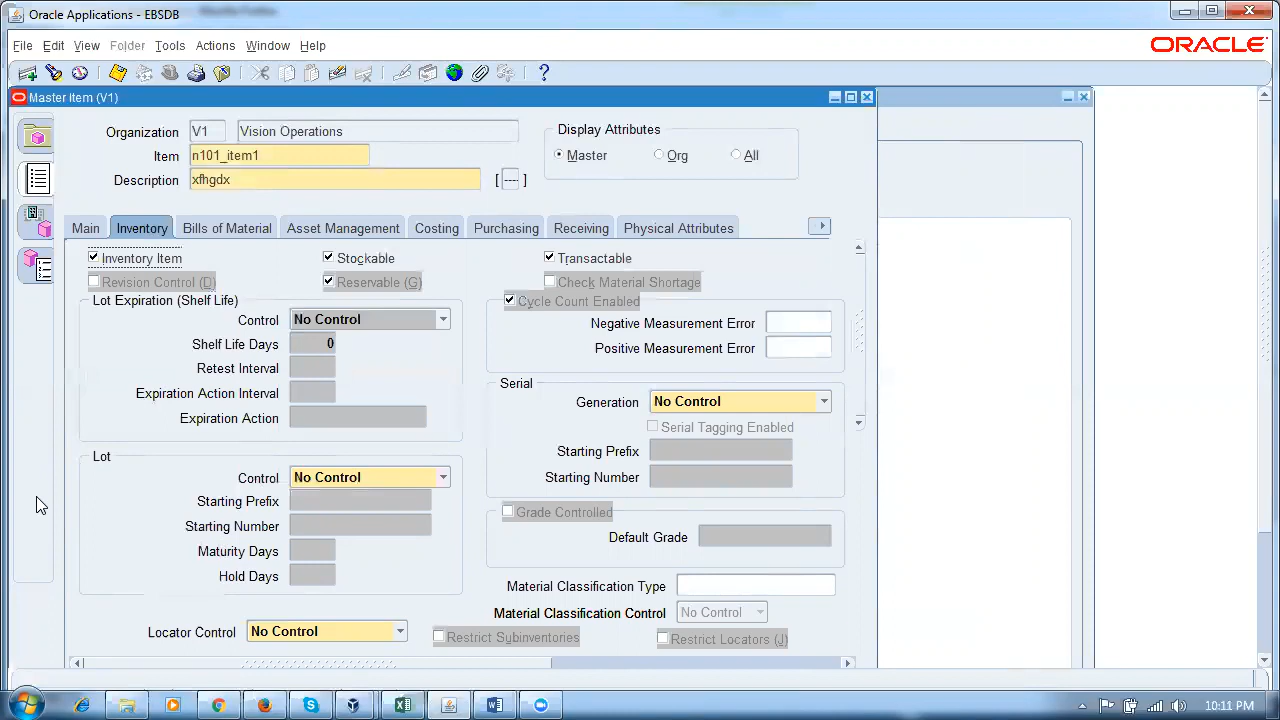 Oracle Applications - EBSDB
File Edit View Folder Tools Actions Window Help
ORACLE
Master Item (V1)
Organization V1 Vision Operations
Item n101_item1
Description xfhgdx [ ---- ]
Display Attributes
Master Org All
Main Inventory Bills of Material Asset Management Costing Purchasing Receiving Physical Attributes
Inventory Item Stockable Transactable
Revision Control (D) Reservable (G) Check Material Shortage
Lot Expiration (Shelf Life)
Control No Control
Shelf Life Days 0
Retest Interval
Expiration Action Interval
Expiration Action
Cycle Count Enabled
Negative Measurement Error
Positive Measurement Error
Serial
Generation No Control
Serial Tagging Enabled
Starting Prefix
Starting Number
Lot
Control No Control
Starting Prefix
Starting Number
Maturity Days
Hold Days
Grade Controlled
Default Grade
Material Classification Type
Material Classification Control No Control
Locator Control No Control
Restrict Subinventories Restrict Locators (J)
10:11 PM